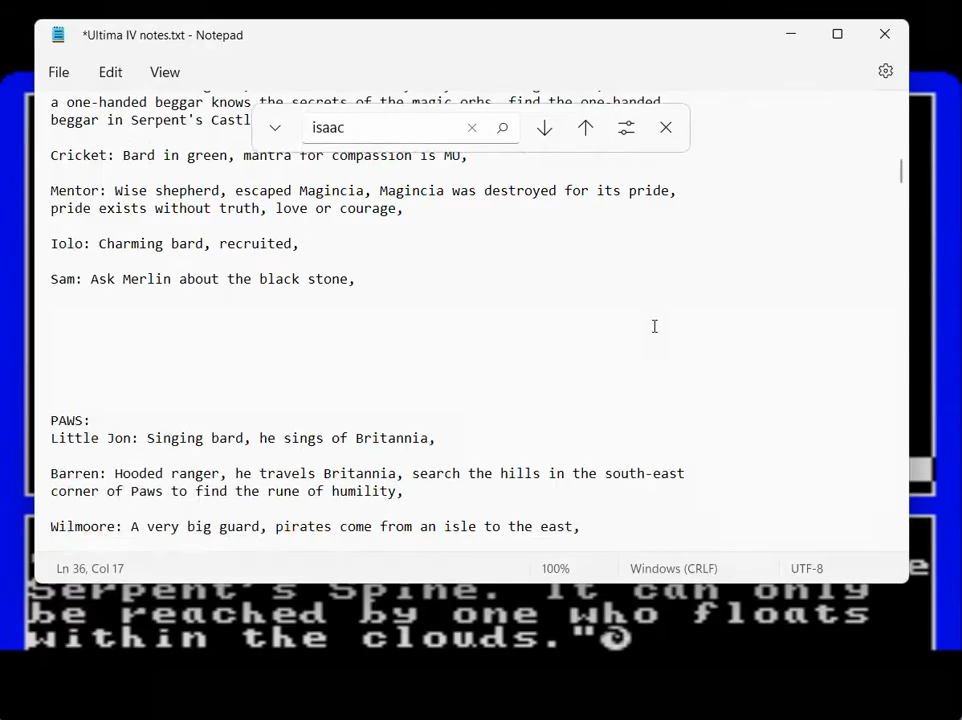 *Ultima IV notes.txt - Notepad
File Edit View
a one-handed beggar knows the secrets of the magic orbs, find the one-handed
beggar in Serpent's Castl
isaac
Cricket: Bard in green, mantra for compassion is MU,
Mentor: Wise shepherd, escaped Magincia, Magincia was destroyed for its pride,
pride exists without truth, love or courage,
Iolo: Charming bard, recruited,
Sam: Ask Merlin about the black stone,
PAWS:
Little Jon: Singing bard, he sings of Britannia,
Barren: Hooded ranger, he travels Britannia, search the hills in the south-east
corner of Paws to find the rune of humility,
Wilmoore: A very big guard, pirates come from an isle to the east,
Ln 36, Col 17 100% Windows (CRLF) UTF-8
Serpent's Spine. It can only
be reached by one who floats
within the clouds."